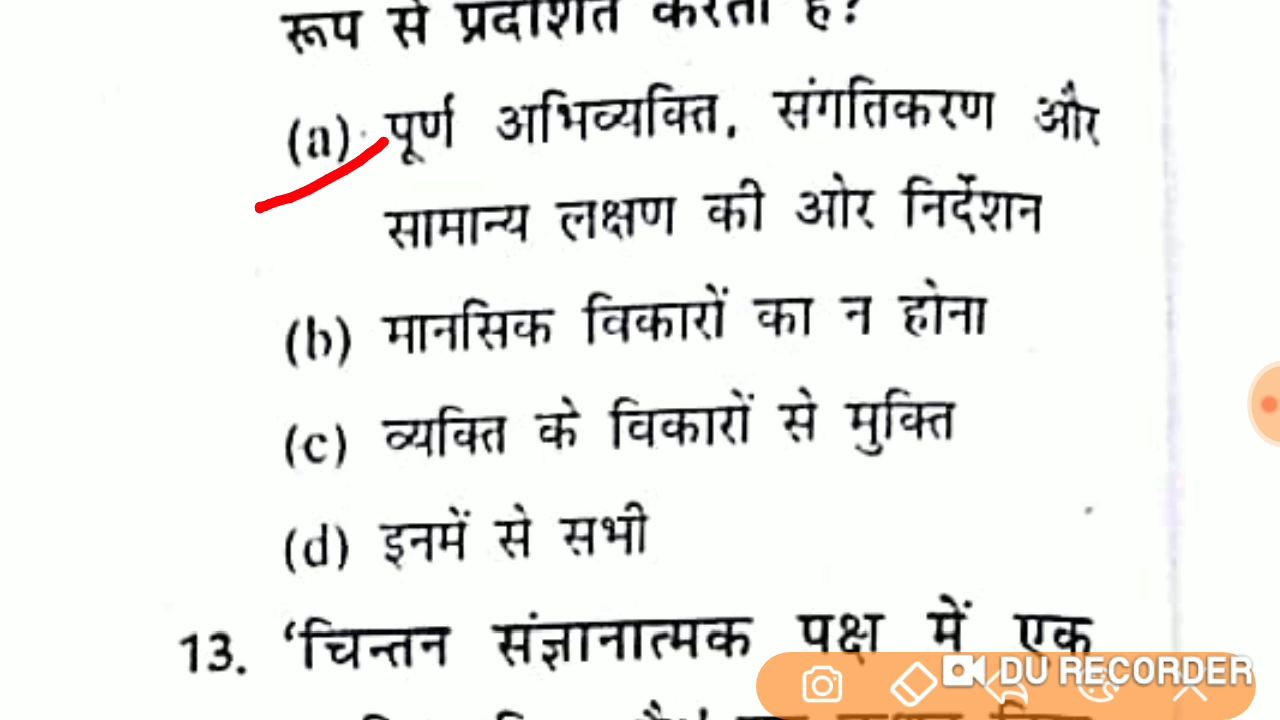 रूप से प्रदर्शित करता है?
(a) पूर्ण अभिव्यक्ति, संगतिकरण और
सामान्य लक्षण की ओर निर्देशन
(b) मानसिक विकारों का न होना
(c) व्यक्ति के विकारों से मुक्ति
(d) इनमें से सभी
13. 'चिन्तन संज्ञानात्मक पक्ष में एक
DU RECORDER